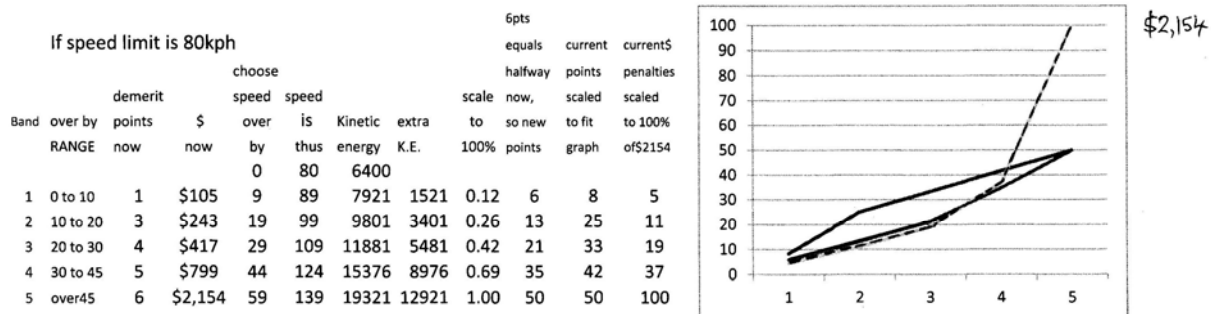 If speed limit is 80kph
6pts
equals current current$
choose halfway points penalties
demerit speed speed scale now, scaled scaled
Band over by points $ over is Kinetic extra to so new to fit to 100%
RANGE now now by thus energy K.E. 100% points graph of$2154
0 80 6400
1 0 to 10 1 $105 9 89 7921 1521 0.12 6 8 5
2 10 to 20 3 $243 19 99 9801 3401 0.26 13 25 11
3 20 to 30 4 $417 29 109 11881 5481 0.42 21 33 19
4 30 to 45 5 $799 44 124 15376 8976 0.69 35 42 37
5 over45 6 $2,154 59 139 19321 12921 1.00 50 50 100
100
90
80
70
60
50
40
30
20
10
0
1 2 3 4 5
$2,154